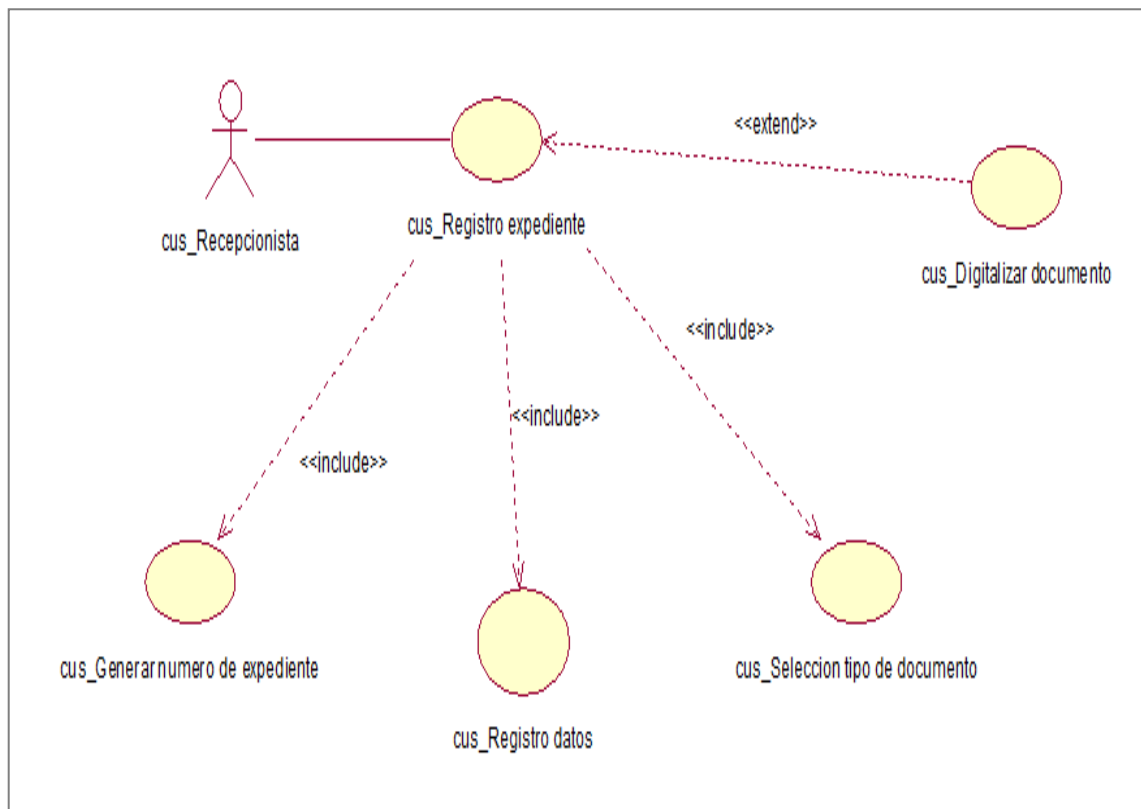 <<extend>>
cus_Registro expediente
cus_Recepcionista
cus_Digitalizar documento
<<include>>
<<include>>
<<include>>
cus_Generar numero de expediente
cus_Seleccion tipo de documento
cus_Registro datos